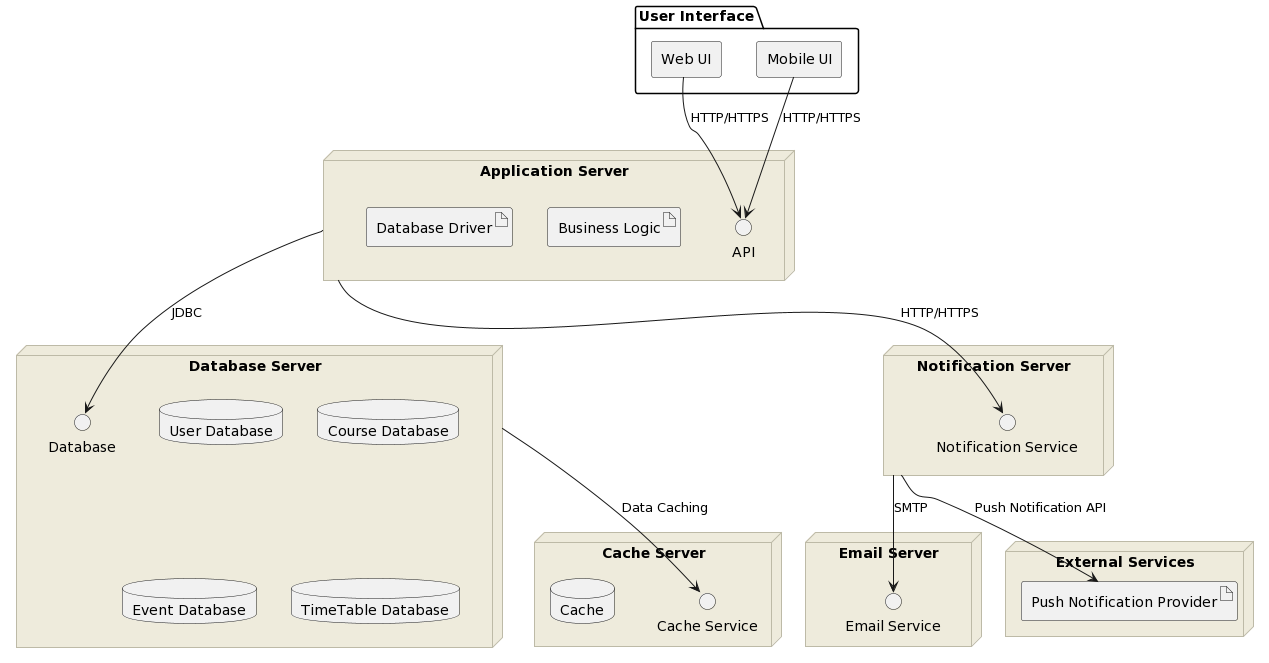 User Interface
Web UI
Mobile UI
HTTP/HTTPS
HTTP/HTTPS
Application Server
Database Driver
Business Logic
API
JDBC
HTTP/HTTPS
Database Server
Database
User Database
Course Database
Event Database
TimeTable Database
Notification Server
Notification Service
Data Caching
SMTP
Push Notification API
Cache Server
Cache
Cache Service
Email Server
Email Service
External Services
Push Notification Provider